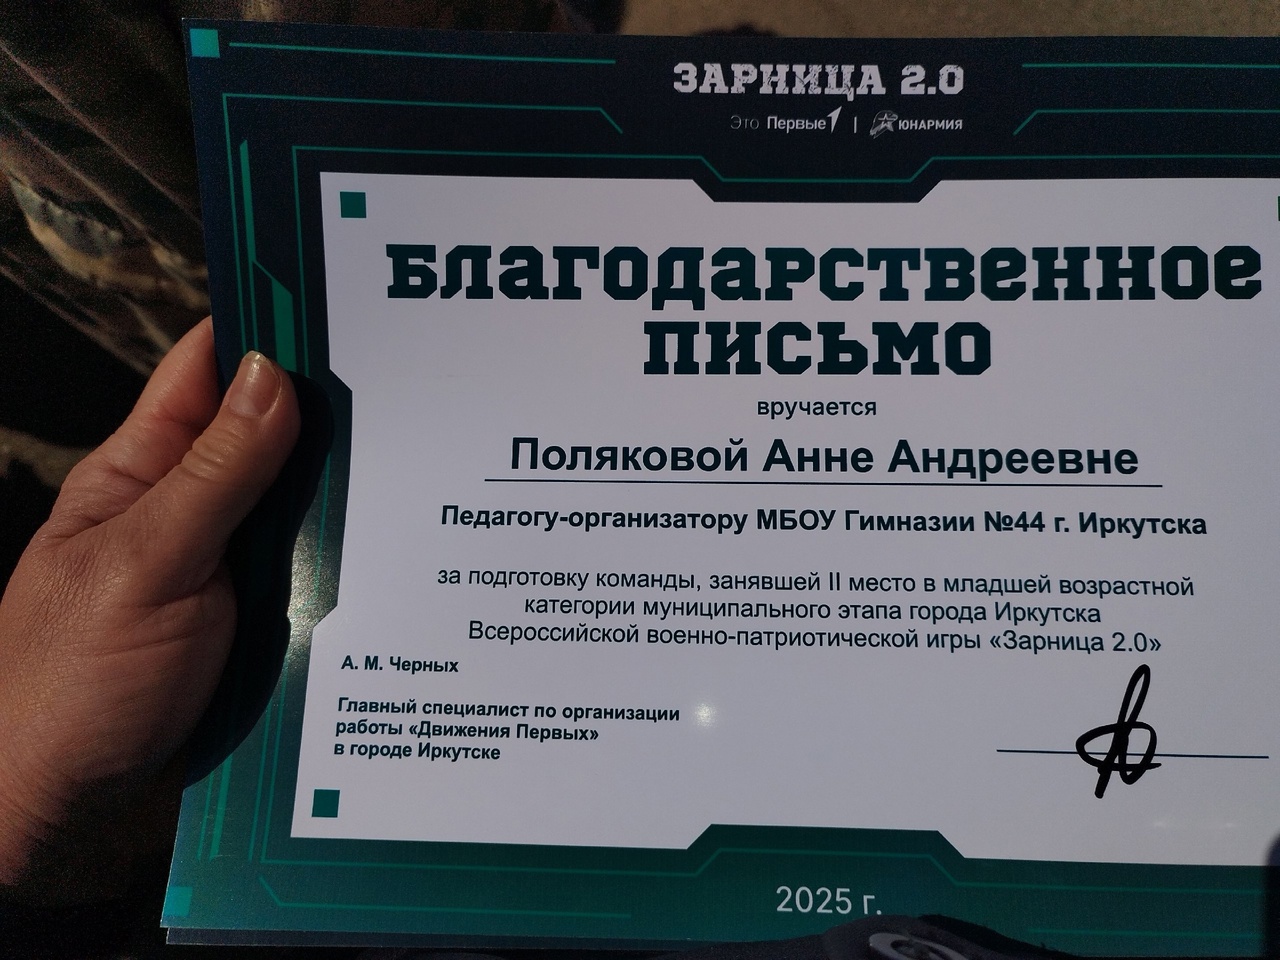 ЗАРНИЦА 2.0
Это Первые | ЮНАРМИЯ
БЛАГОДАРСТВЕННОЕ
ПИСЬМО
вручается
Поляковой Анне Андреевне
Педагогу-организатору МБОУ Гимназии №44 г. Иркутска
за подготовку команды, занявшей II место в младшей возрастной
категории муниципального этапа города Иркутска
Всероссийской военно-патриотической игры «Зарница 2.0»
А. М. Черных
Главный специалист по организации
работы «Движения Первых»
в городе Иркутске
2025 г.